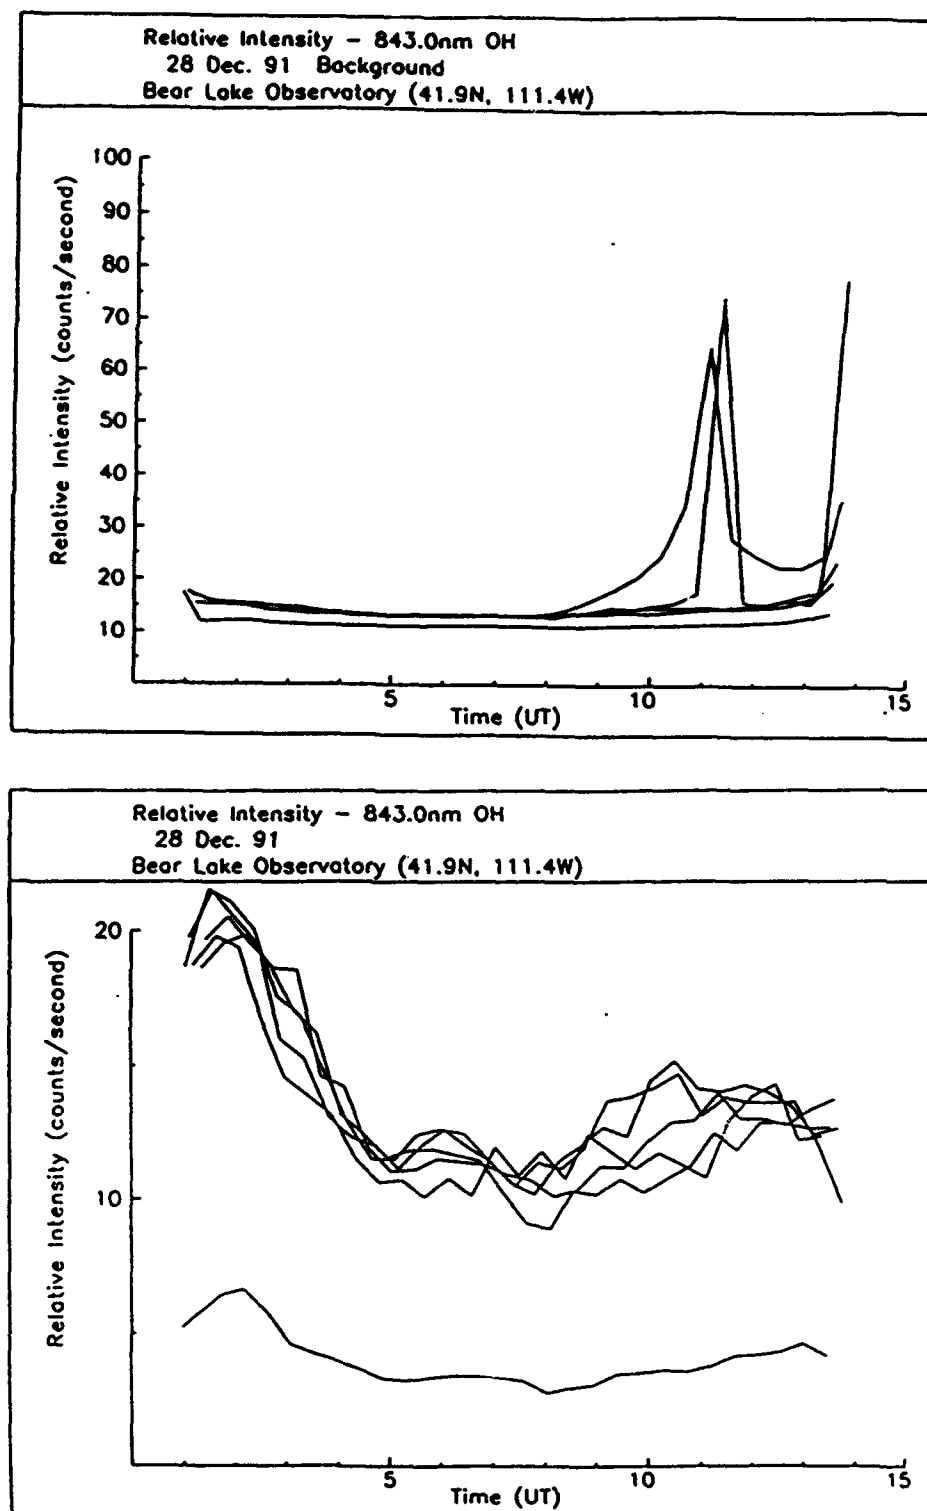 Relative Intensity - 843.0nm OH
28 Dec. 91 Background
Bear Lake Observatory (41.9N, 111.4W)
100
90
80
70
60
50
40
30
20
10
Relative Intensity (counts/second)
5
10
15
Time (UT)
Relative Intensity - 843.0nm OH
28 Dec. 91
Bear Lake Observatory (41.9N, 111.4W)
20
10
Relative Intensity (counts/second)
5
10
15
Time (UT)